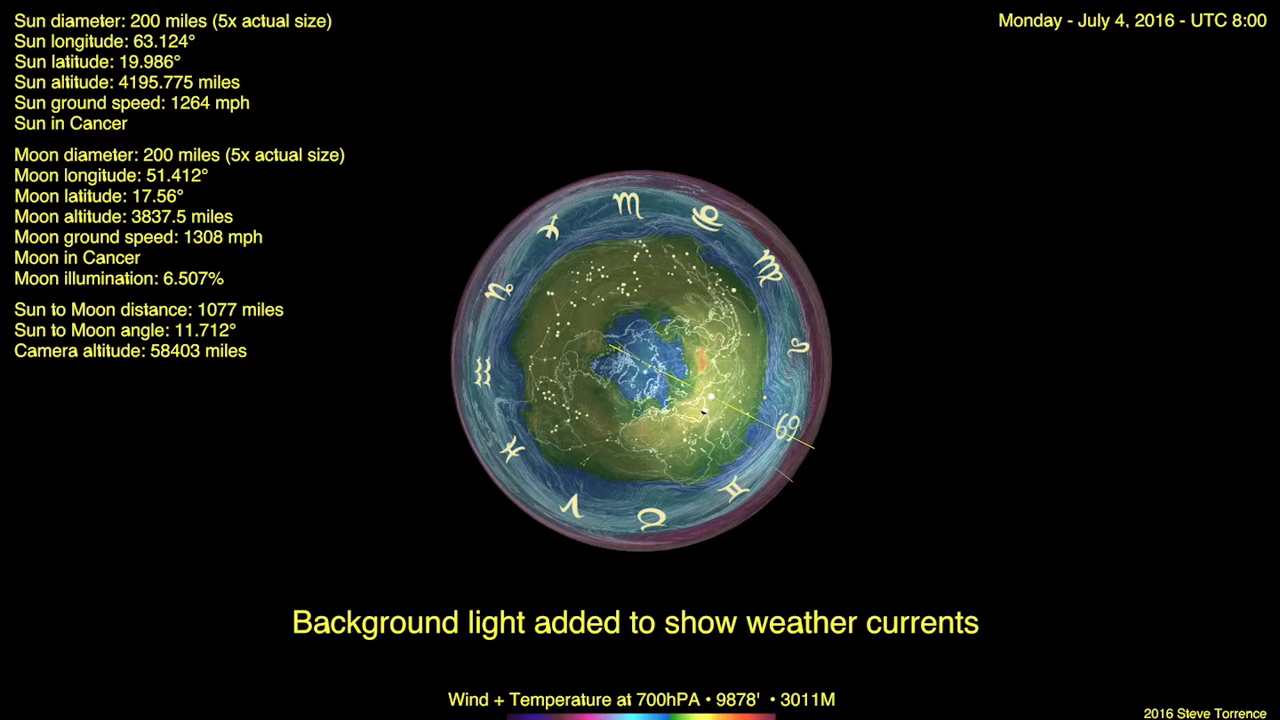 Sun diameter: 200 miles (5x actual size)
Sun longitude: 63.124°
Sun latitude: 19.986°
Sun altitude: 4195.775 miles
Sun ground speed: 1264 mph
Sun in Cancer
Moon diameter: 200 miles (5x actual size)
Moon longitude: 51.412°
Moon latitude: 17.56°
Moon altitude: 3837.5 miles
Moon ground speed: 1308 mph
Moon in Cancer
Moon illumination: 6.507%
Sun to Moon distance: 1077 miles
Sun to Moon angle: 11.712°
Camera altitude: 58403 miles
Monday - July 4, 2016 - UTC 8:00
Background light added to show weather currents
Wind + Temperature at 700hPA • 9878' • 3011M
2016 Steve Torrence